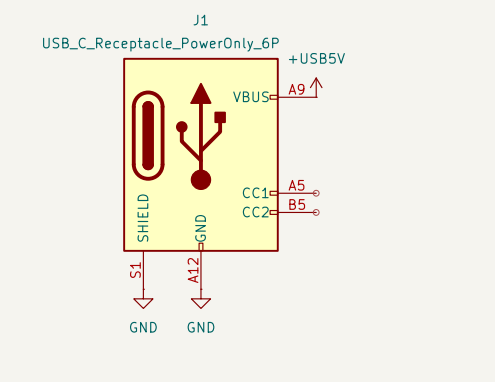 J1
USB_C_Receptacle_PowerOnly_6P
+USB5V
VBUS
A9
CC1
A5
CC2
B5
SHIELD
GND
S1
A12
GND
GND